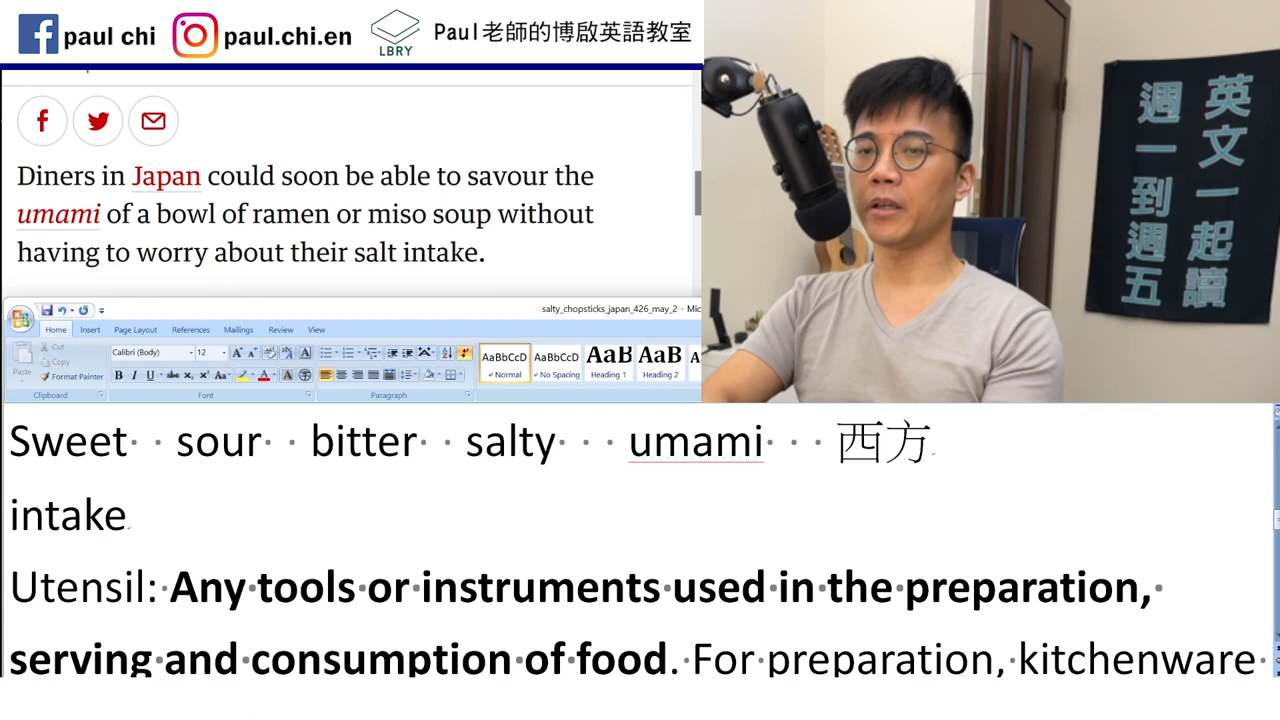 paul chi
paul.chi.en
LBRY
Paul老師的博啟英語教室
Diners in Japan could soon be able to savour the
umami of a bowl of ramen or miso soup without
having to worry about their salt intake.
salty_chopsticks_japan_426_may_2 - Mic
Home Insert Page Layout References Mailings Review View
Paste
Cut
Copy
Format Painter
Calibri (Body) 12
AaBbCcD AaBbCcD AaB AaB
Normal No Spacing Heading 1 Heading 2
Clipboard Font Paragraph
英文一起讀
週一到週五
Sweet sour bitter salty umami 西方
intake
Utensil: Any tools or instruments used in the preparation,
serving and consumption of food. For preparation, kitchenware